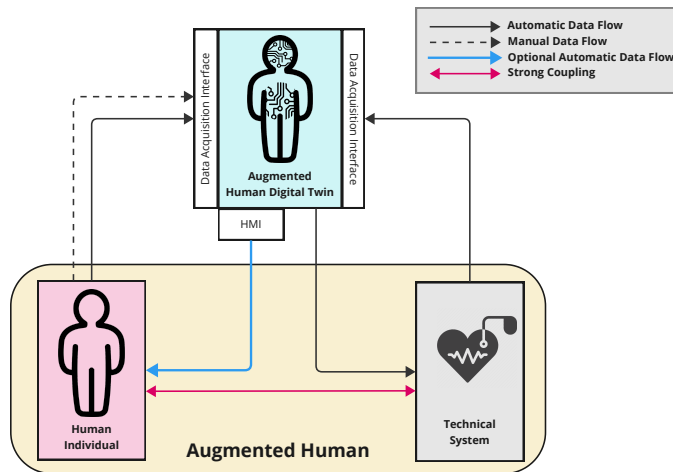 Automatic Data Flow
Manual Data Flow
Optional Automatic Data Flow
Strong Coupling
Data Acquisition Interface
Data Acquisition Interface
Augmented
Human Digital Twin
HMI
Human
Individual
Technical
System
Augmented Human